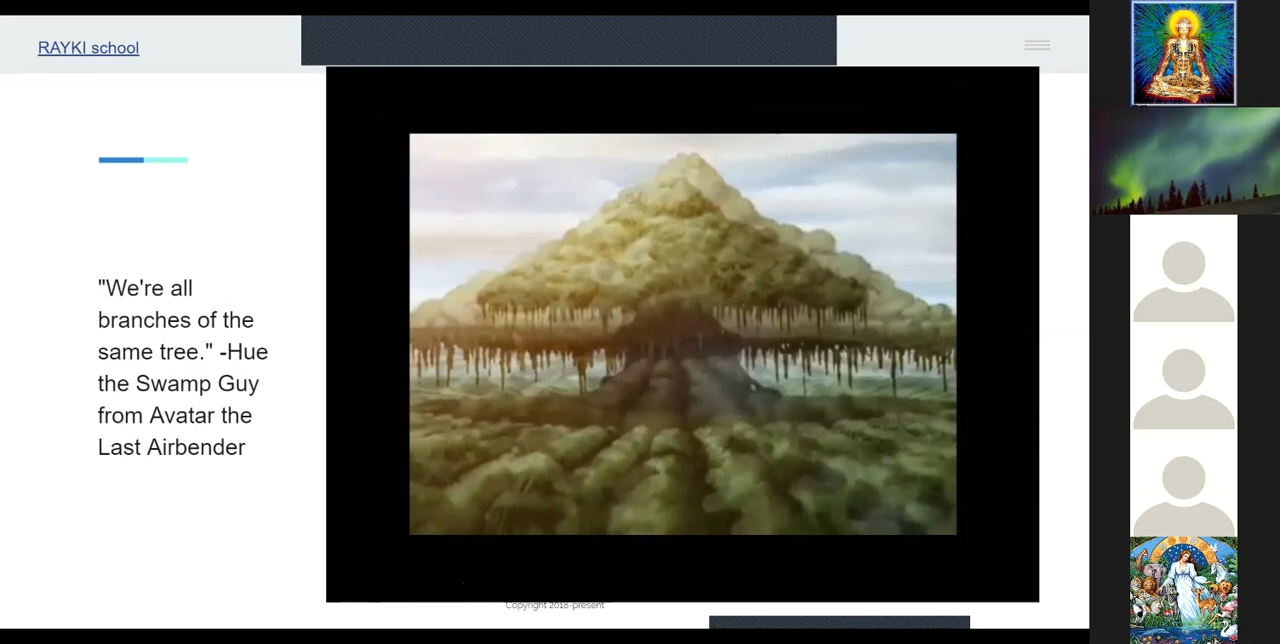 RAYKI school
"We're all
branches of the
same tree." -Hue
the Swamp Guy
from Avatar the
Last Airbender
Copyright 2018-present